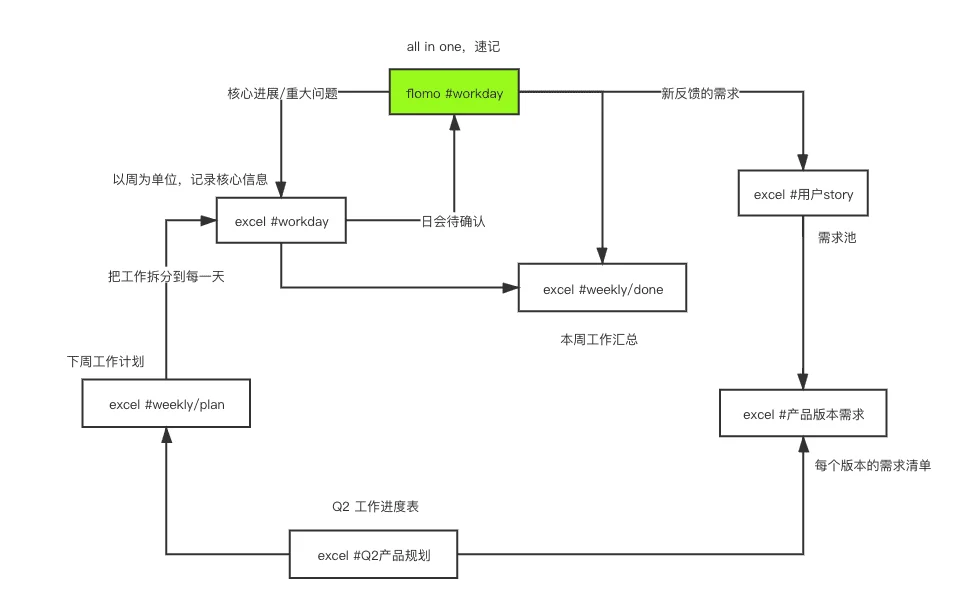 all in one，速记
flomo #workday
核心进展/重大问题
新反馈的需求
以周为单位，记录核心信息
excel #workday
日会待确认
excel #用户story
需求池
把工作拆分到每一天
excel #weekly/done
本周工作汇总
下周工作计划
excel #weekly/plan
excel #产品版本需求
每个版本的需求清单
Q2 工作进度表
excel #Q2产品规划